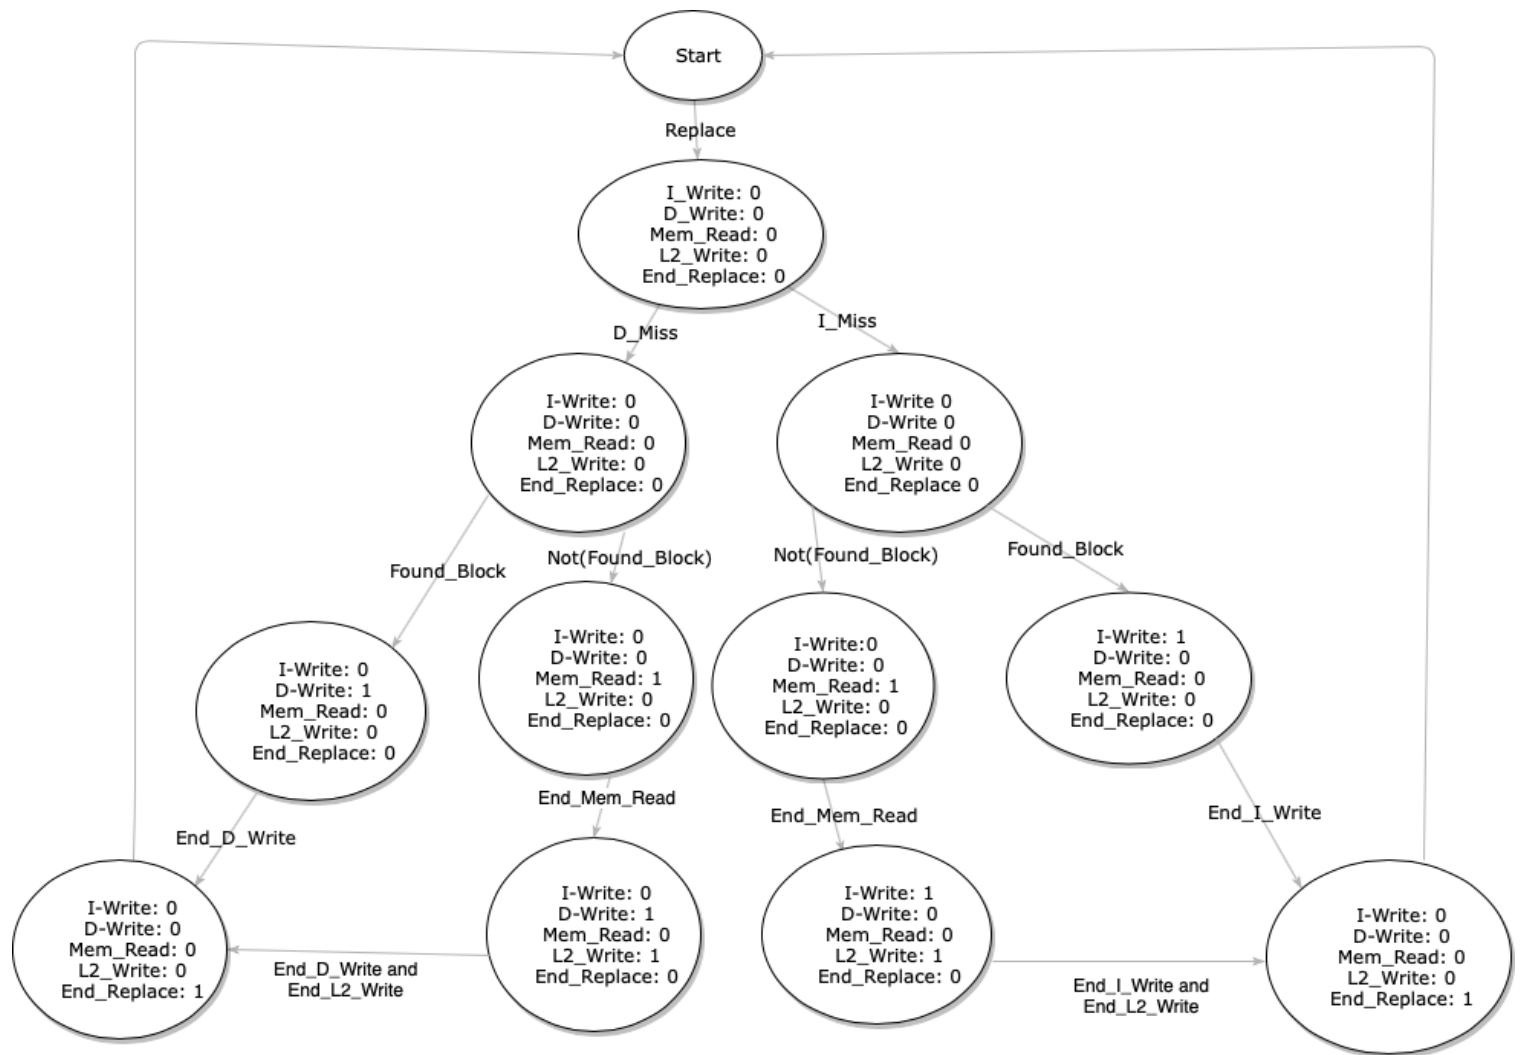 Start
Replace
I_Write: 0
D_Write: 0
Mem_Read: 0
L2_Write: 0
End_Replace: 0
D_Miss
I_Miss
I-Write: 0
D-Write: 0
Mem_Read: 0
L2_Write: 0
End_Replace: 0
I-Write 0
D-Write 0
Mem_Read 0
L2_Write 0
End_Replace 0
Found_Block
Not(Found_Block)
Not(Found_Block)
Found_Block
I-Write: 0
D-Write: 1
Mem_Read: 0
L2_Write: 0
End_Replace: 0
I-Write: 0
D-Write: 0
Mem_Read: 1
L2_Write: 0
End_Replace: 0
I-Write:0
D-Write: 0
Mem_Read: 1
L2_Write: 0
End_Replace: 0
I-Write: 1
D-Write: 0
Mem_Read: 0
L2_Write: 0
End_Replace: 0
End_D_Write
End_Mem_Read
End_Mem_Read
End_I_Write
I-Write: 0
D-Write: 0
Mem_Read: 0
L2_Write: 0
End_Replace: 1
End_D_Write and
End_L2_Write
I-Write: 0
D-Write: 1
Mem_Read: 0
L2_Write: 1
End_Replace: 0
I-Write: 1
D-Write: 0
Mem_Read: 0
L2_Write: 1
End_Replace: 0
End_I_Write and
End_L2_Write
I-Write: 0
D-Write: 0
Mem_Read: 0
L2_Write: 0
End_Replace: 1